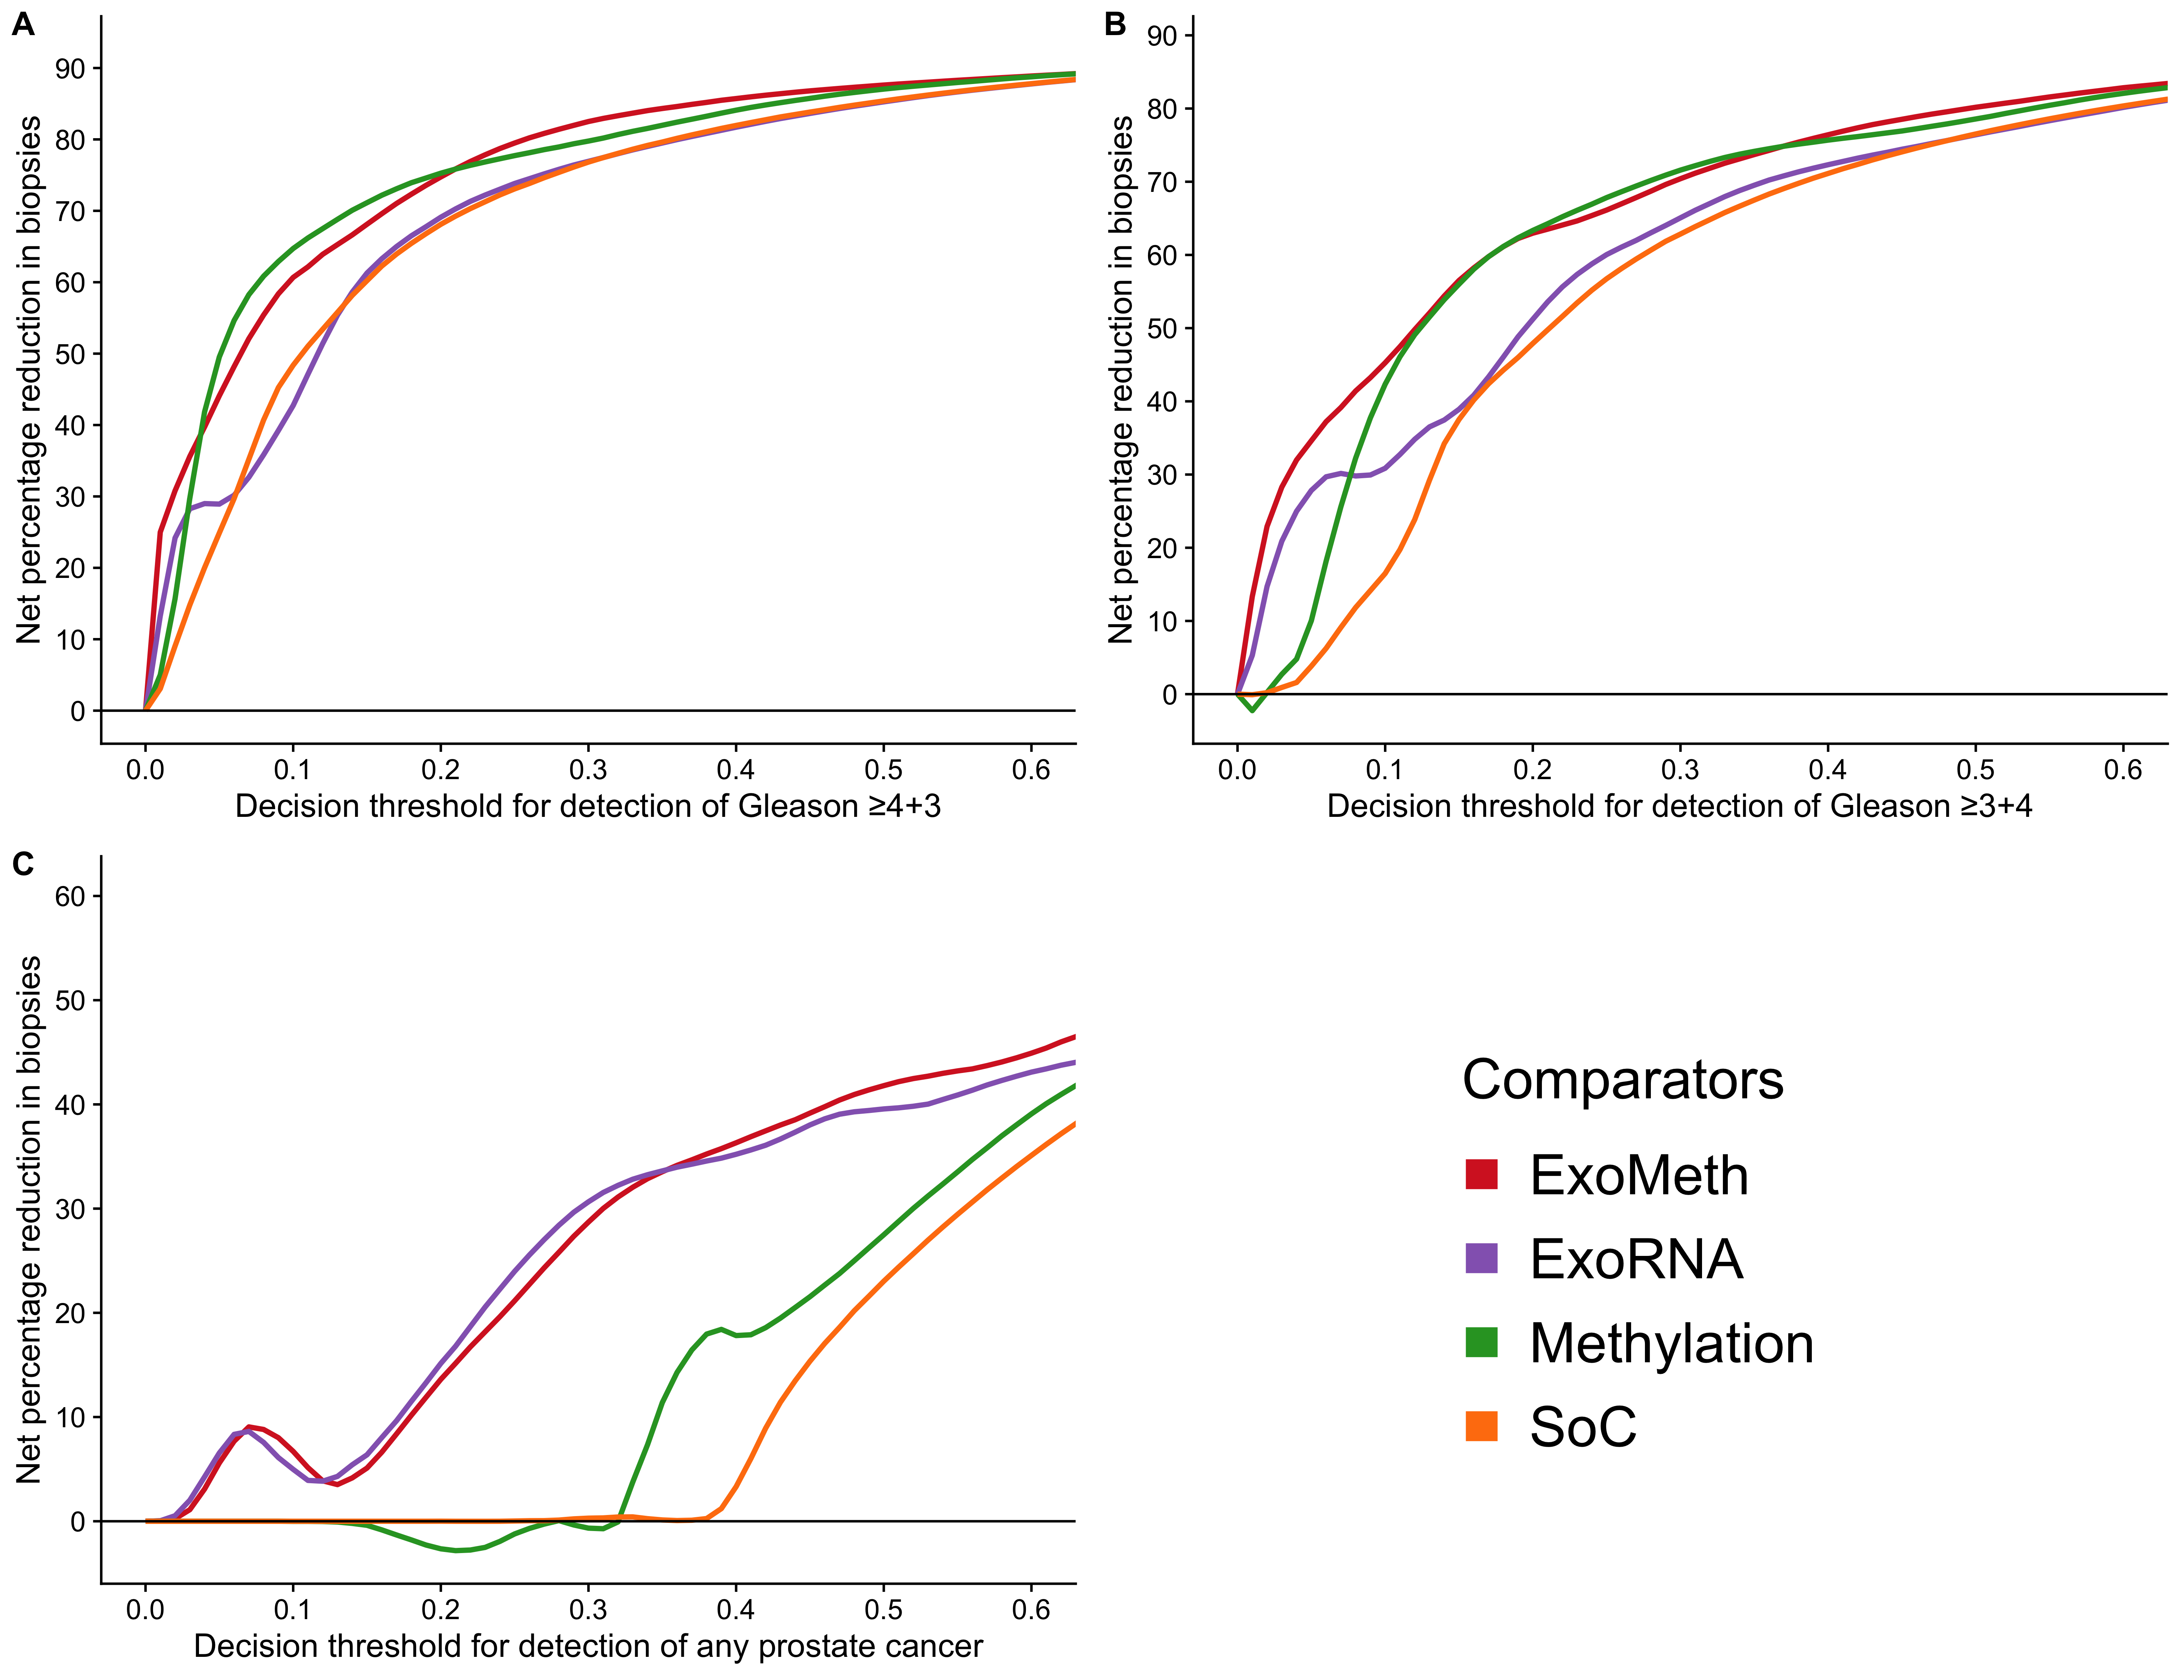 A
Net percentage reduction in biopsies
90
80
70
60
50
40
30
20
10
0
0.0 0.1 0.2 0.3 0.4 0.5 0.6
Decision threshold for detection of Gleason ≥4+3
B
Net percentage reduction in biopsies
90
80
70
60
50
40
30
20
10
0
0.0 0.1 0.2 0.3 0.4 0.5 0.6
Decision threshold for detection of Gleason ≥3+4
C
Net percentage reduction in biopsies
60
50
40
30
20
10
0
0.0 0.1 0.2 0.3 0.4 0.5 0.6
Decision threshold for detection of any prostate cancer
Comparators
ExoMeth
ExoRNA
Methylation
SoC